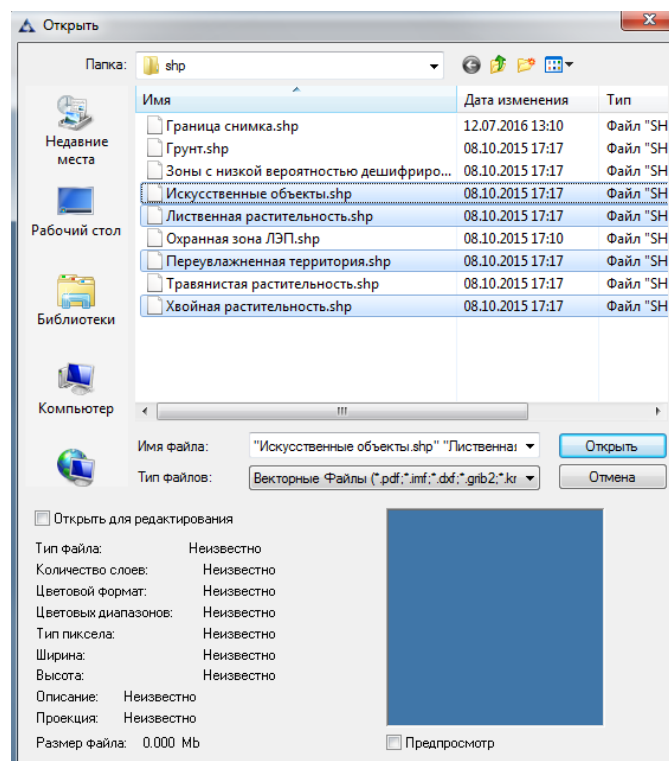 Открыть
Папка: shp
Имя Дата изменения Тип
Граница снимка.shp 12.07.2016 13:10 Файл "SH
Грунт.shp 08.10.2015 17:17 Файл "SH
Зоны с низкой вероятностью дешифриро... 08.10.2015 17:17 Файл "SH
Искусственные объекты.shp 08.10.2015 17:17 Файл "SH
Лиственная растительность.shp 08.10.2015 17:17 Файл "SH
Охранная зона ЛЭП.shp 08.10.2015 17:10 Файл "SH
Переувлажненная территория.shp 08.10.2015 17:17 Файл "SH
Травянистая растительность.shp 08.10.2015 17:17 Файл "SH
Хвойная растительность.shp 08.10.2015 17:17 Файл "SH
Недавние
места
Рабочий стол
Библиотеки
Компьютер
Имя файла: "Искусственные объекты.shp" "Лиственна Открыть
Тип файлов: Векторные Файлы (*.pdf;*.imf;*.dxf;*.grib2;*.kr Отмена
Открыть для редактирования
Тип файла: Неизвестно
Количество слоев: Неизвестно
Цветовой формат: Неизвестно
Цветовых диапазонов: Неизвестно
Тип пиксела: Неизвестно
Ширина: Неизвестно
Высота: Неизвестно
Описание: Неизвестно
Проекция: Неизвестно
Размер файла: 0.000 Mb
Предпросмотр